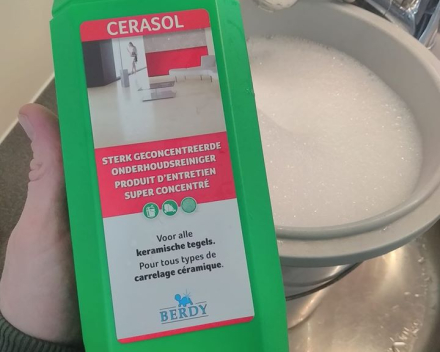 CERASOL
STERK GECONCENTREERDE
ONDERHOUDSREINIGER
PRODUIT D'ENTRETIEN
SUPER CONCENTRÉ
Voor alle
keramische tegels.
Pour tous types de
carrelage céramique.
BERDY